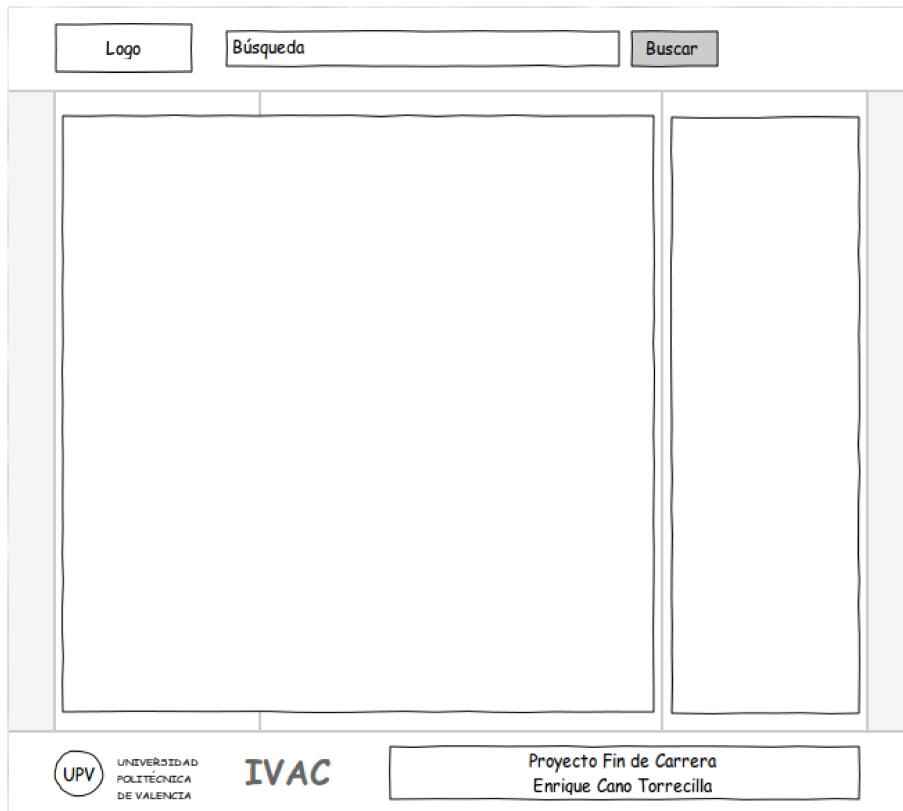 Logo
Búsqueda
Buscar
UPV
UNIVERSIDAD
POLITÉCNICA
DE VALENCIA
IVAC
Proyecto Fin de Carrera
Enrique Cano Torrecilla